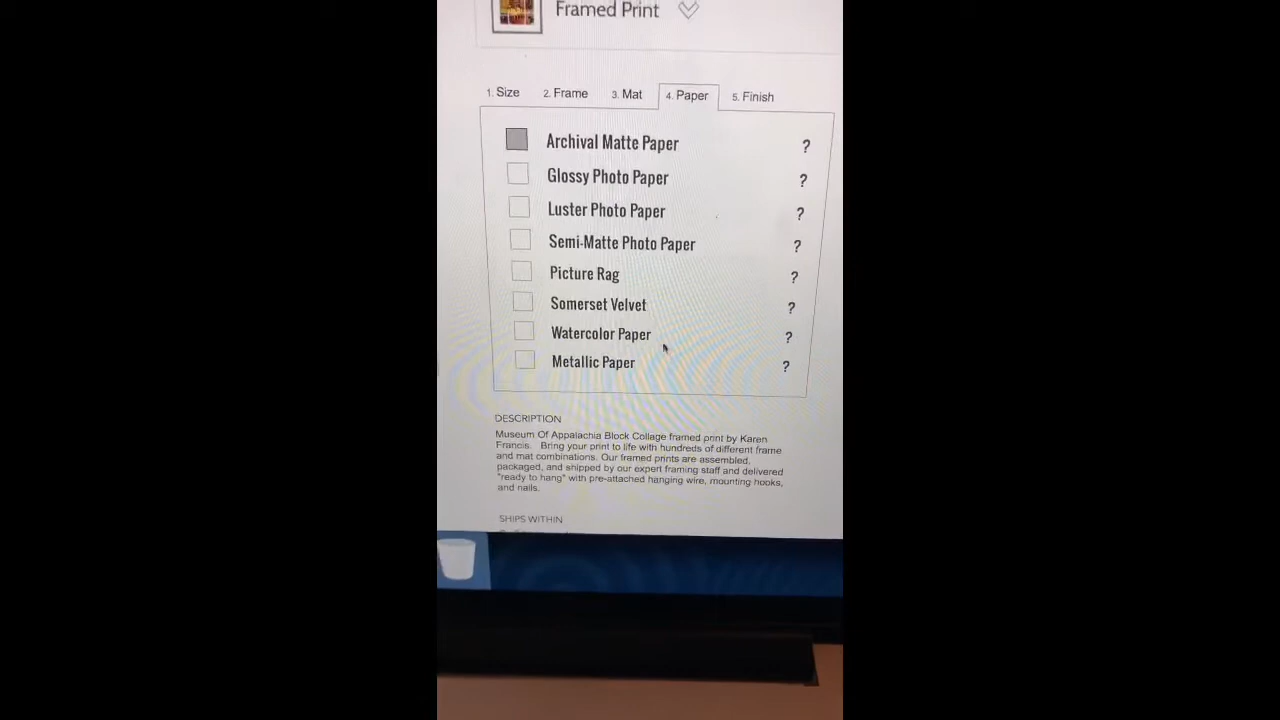 Framed Print
1. Size 2. Frame 3. Mat 4. Paper 5. Finish
Archival Matte Paper ?
Glossy Photo Paper ?
Luster Photo Paper ?
Semi-Matte Photo Paper ?
Picture Rag ?
Somerset Velvet ?
Watercolor Paper ?
Metallic Paper ?
DESCRIPTION
Museum Of Appalachia Block Collage framed print by Karen
Francis. Bring your print to life with hundreds of different frame
and mat combinations. Our framed prints are assembled,
packaged, and shipped by our expert framing staff and delivered
"ready to hang" with pre-attached hanging wire, mounting hooks,
and nails.
SHIPS WITHIN